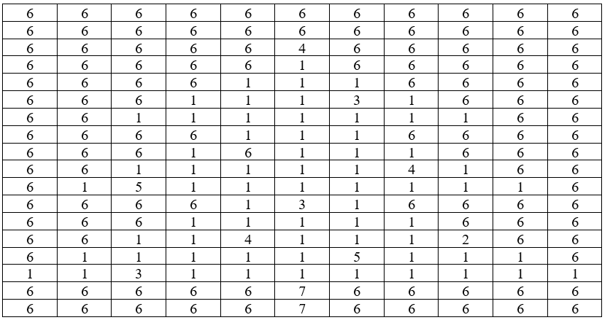 6 6 6 6 6 6 6 6 6 6 6
6 6 6 6 6 6 6 6 6 6 6
6 6 6 6 6 4 6 6 6 6 6
6 6 6 6 6 1 6 6 6 6 6
6 6 6 6 1 1 1 6 6 6 6
6 6 6 1 1 1 3 1 6 6 6
6 6 1 1 1 1 1 1 1 6 6
6 6 6 6 1 1 1 6 6 6 6
6 6 6 1 6 1 1 1 6 6 6
6 6 1 1 1 1 1 4 1 6 6
6 1 5 1 1 1 1 1 1 1 6
6 6 6 6 1 3 1 6 6 6 6
6 6 6 1 1 1 1 1 6 6 6
6 6 1 1 4 1 1 1 2 6 6
6 1 1 1 1 1 5 1 1 1 6
1 1 3 1 1 1 1 1 1 1 1
6 6 6 6 6 7 6 6 6 6 6
6 6 6 6 6 7 6 6 6 6 6